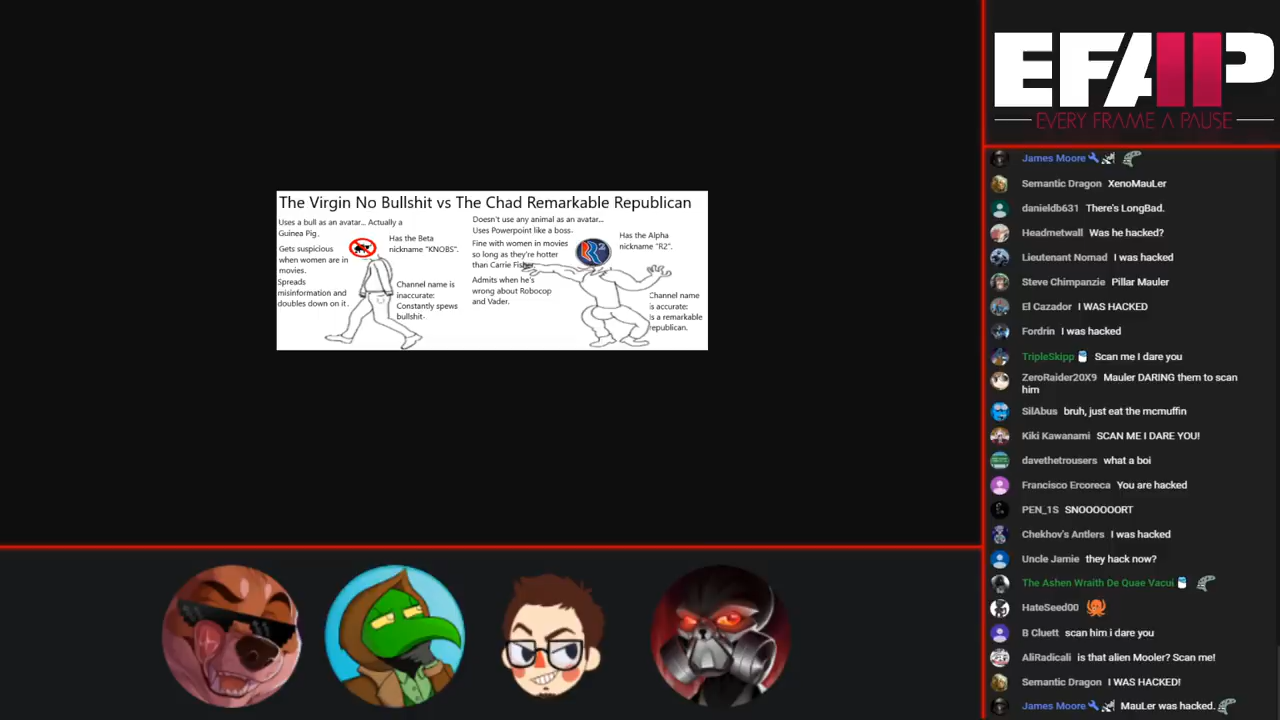 The Virgin No Bullshit vs The Chad Remarkable Republican
Uses a bull as an avatar... Actually a
Guinea Pig.
Has the Beta
nickname "KNOBS".
Gets suspicious
when women are in
movies.
Spreads
misinformation and
doubles down on it.
Channel name is
inaccurate:
Constantly spews
bullshit.
Doesn't use any animal as an avatar...
Uses Powerpoint like a boss.
Fine with women in movies
so long as they're hotter
than Carrie Fisher.
Admits when he's
wrong about Robocop
and Vader.
R2
Has the Alpha
nickname "R2".
Channel name
is accurate:
Is a remarkable
republican.
EFAP
EVERY FRAME A PAUSE
James Moore
Semantic Dragon XenoMauLer
danieldb631 There's LongBad.
Headmetwall Was he hacked?
Lieutenant Nomad I was hacked
Steve Chimpanzie Pillar Mauler
El Cazador I WAS HACKED
Fordrin I was hacked
TripleSkipp Scan me I dare you
ZeroRaider20X9 Mauler DARING them to scan
him
SilAbus bruh, just eat the mcmuffin
Kiki Kawanami SCAN ME I DARE YOU!
davethetrousers what a boi
Francisco Ercoreca You are hacked
PEN_1S SNOOOOOORT
Chekhov's Antlers I was hacked
Uncle Jamie they hack now?
The Ashen Wraith De Quae Vacui
HateSeed00
B Cluett scan him i dare you
AliRadicali is that alien Mooler? Scan me!
Semantic Dragon I WAS HACKED!
James Moore MauLer was hacked.